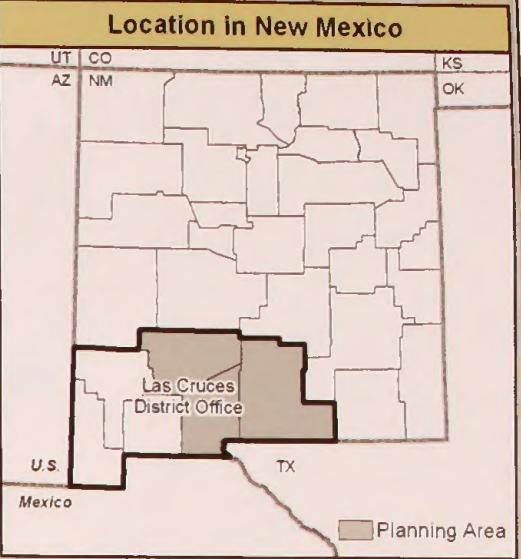 Location in New Mexico
UT CO
KS
AZ NM
OK
Las Cruces
District Office
U.S.
TX
Mexico
Planning Area